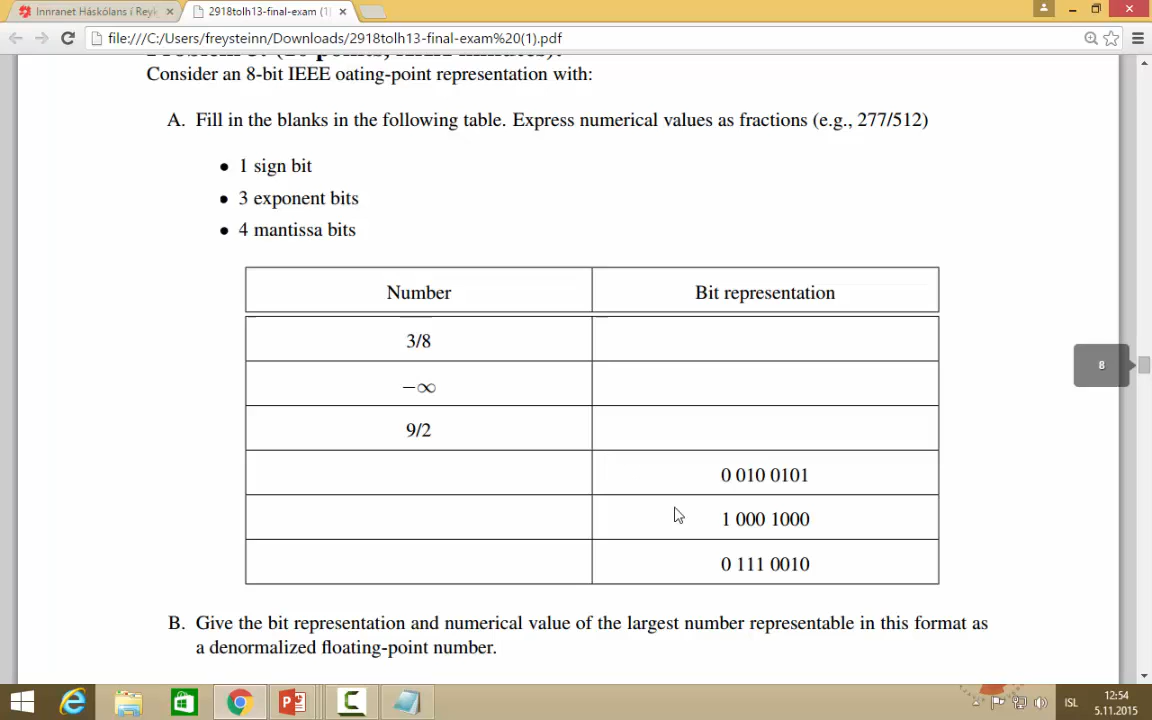 Innranet Háskólans í Reyk
2918tolh13-final-exam (1)
file:///C:/Users/freysteinn/Downloads/2918tolh13-final-exam%20(1).pdf
Consider an 8-bit IEEE oating-point representation with:
A. Fill in the blanks in the following table. Express numerical values as fractions (e.g., 277/512)
• 1 sign bit
• 3 exponent bits
• 4 mantissa bits
Number Bit representation
3/8
−∞
9/2
0 010 0101
1 000 1000
0 111 0010
8
B. Give the bit representation and numerical value of the largest number representable in this format as
a denormalized floating-point number.
ISL
12:54
5.11.2015